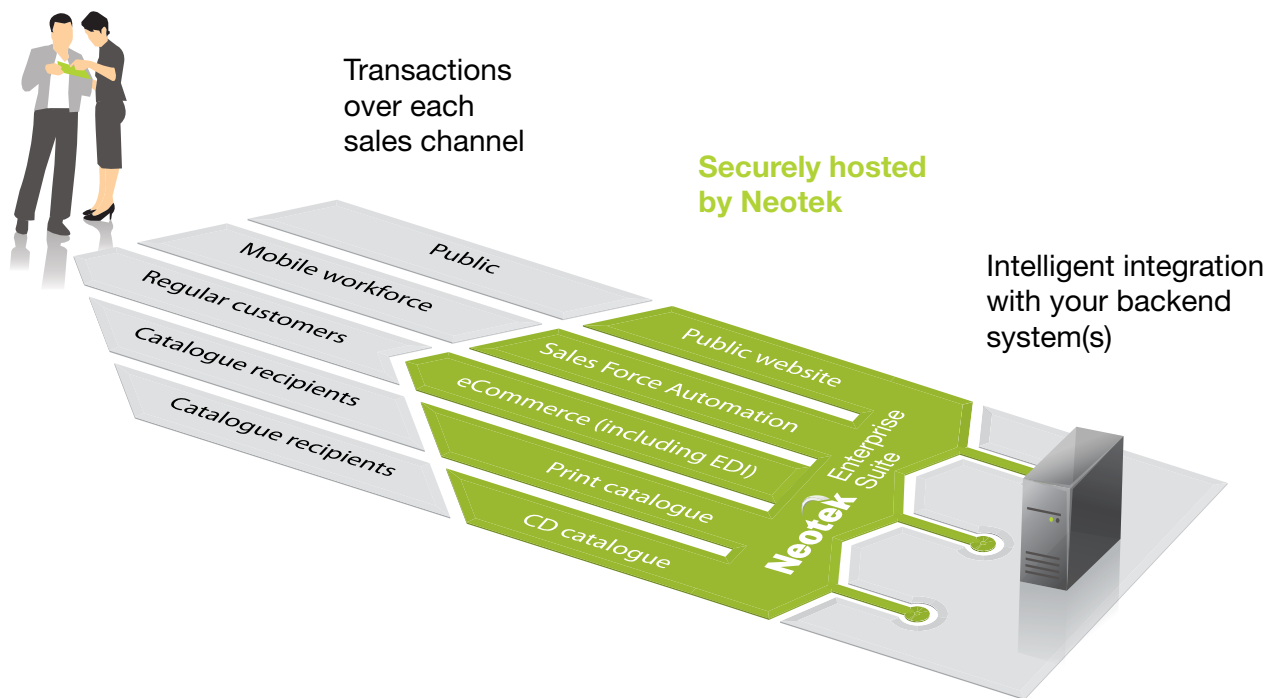 Transactions
over each
sales channel
Securely hosted
by Neotek
Intelligent integration
with your backend
system(s)
Public
Mobile workforce
Regular customers
Catalogue recipients
Catalogue recipients
Public website
Sales Force Automation
eCommerce (including EDI)
Print catalogue
CD catalogue
Neotek Enterprise
Suite